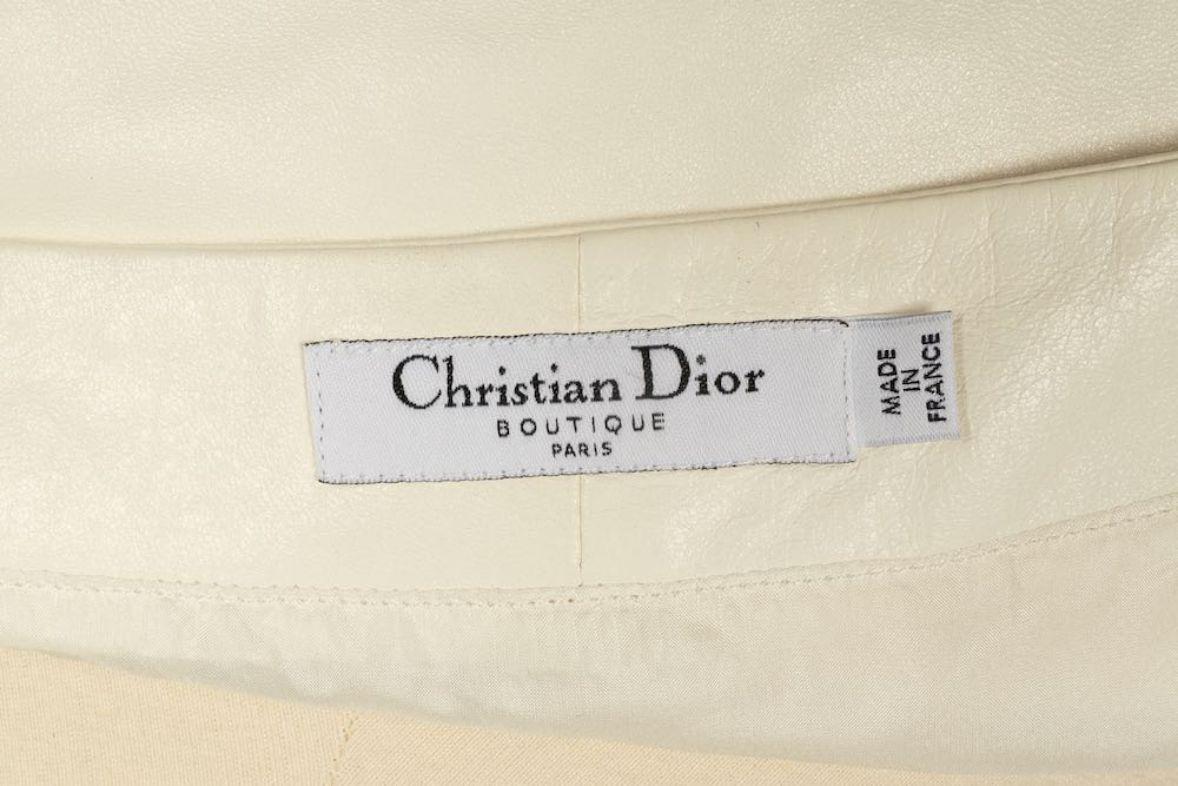 Christian Dior
BOUTIQUE
PARIS
MADE
IN
FRANCE